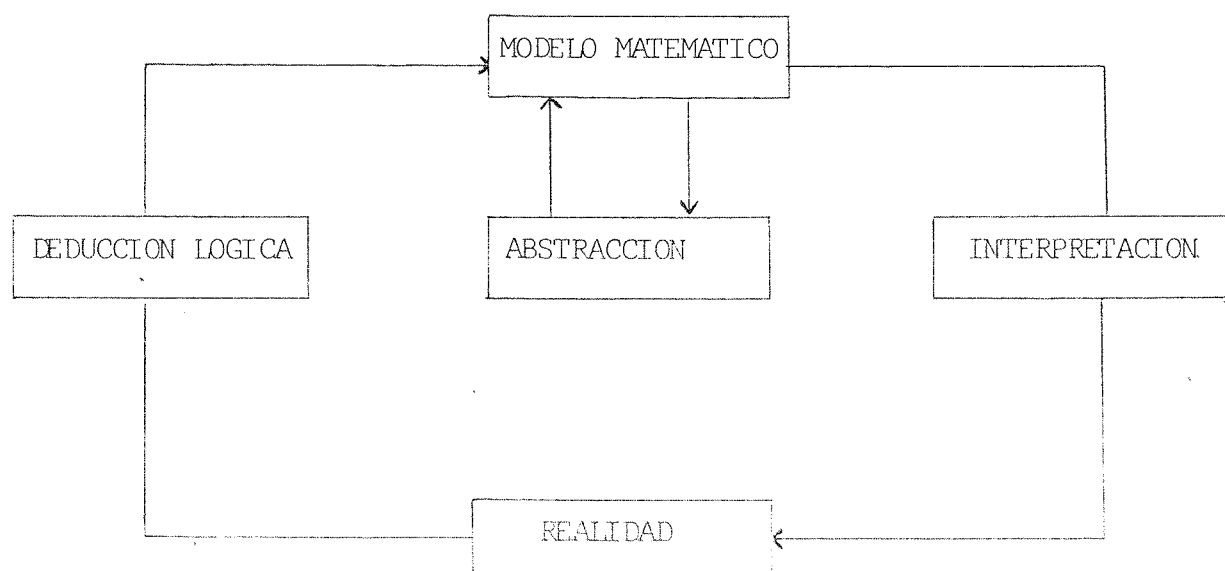 MODELO MATEMATICO
DEDUCCION LOGICA
ABSTRACCION
INTERPRETACION
REALIDAD